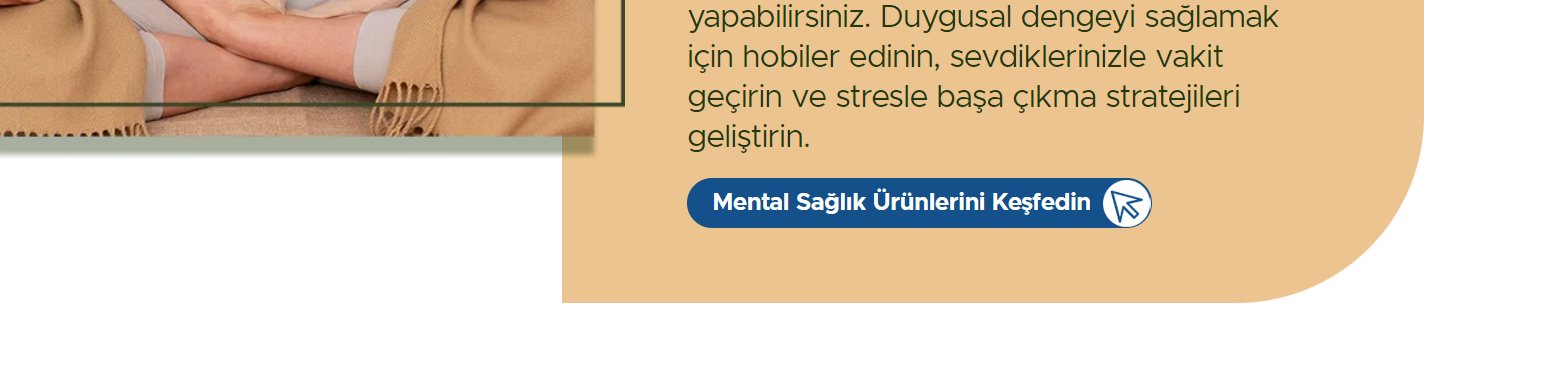 yapabilirsiniz. Duygusal dengeyi sağlamak
için hobiler edinin, sevdiklerinizle vakit
geçirin ve stresle başa çıkma stratejileri
geliştirin.
Mental Sağlık Ürünlerini Keşfedin